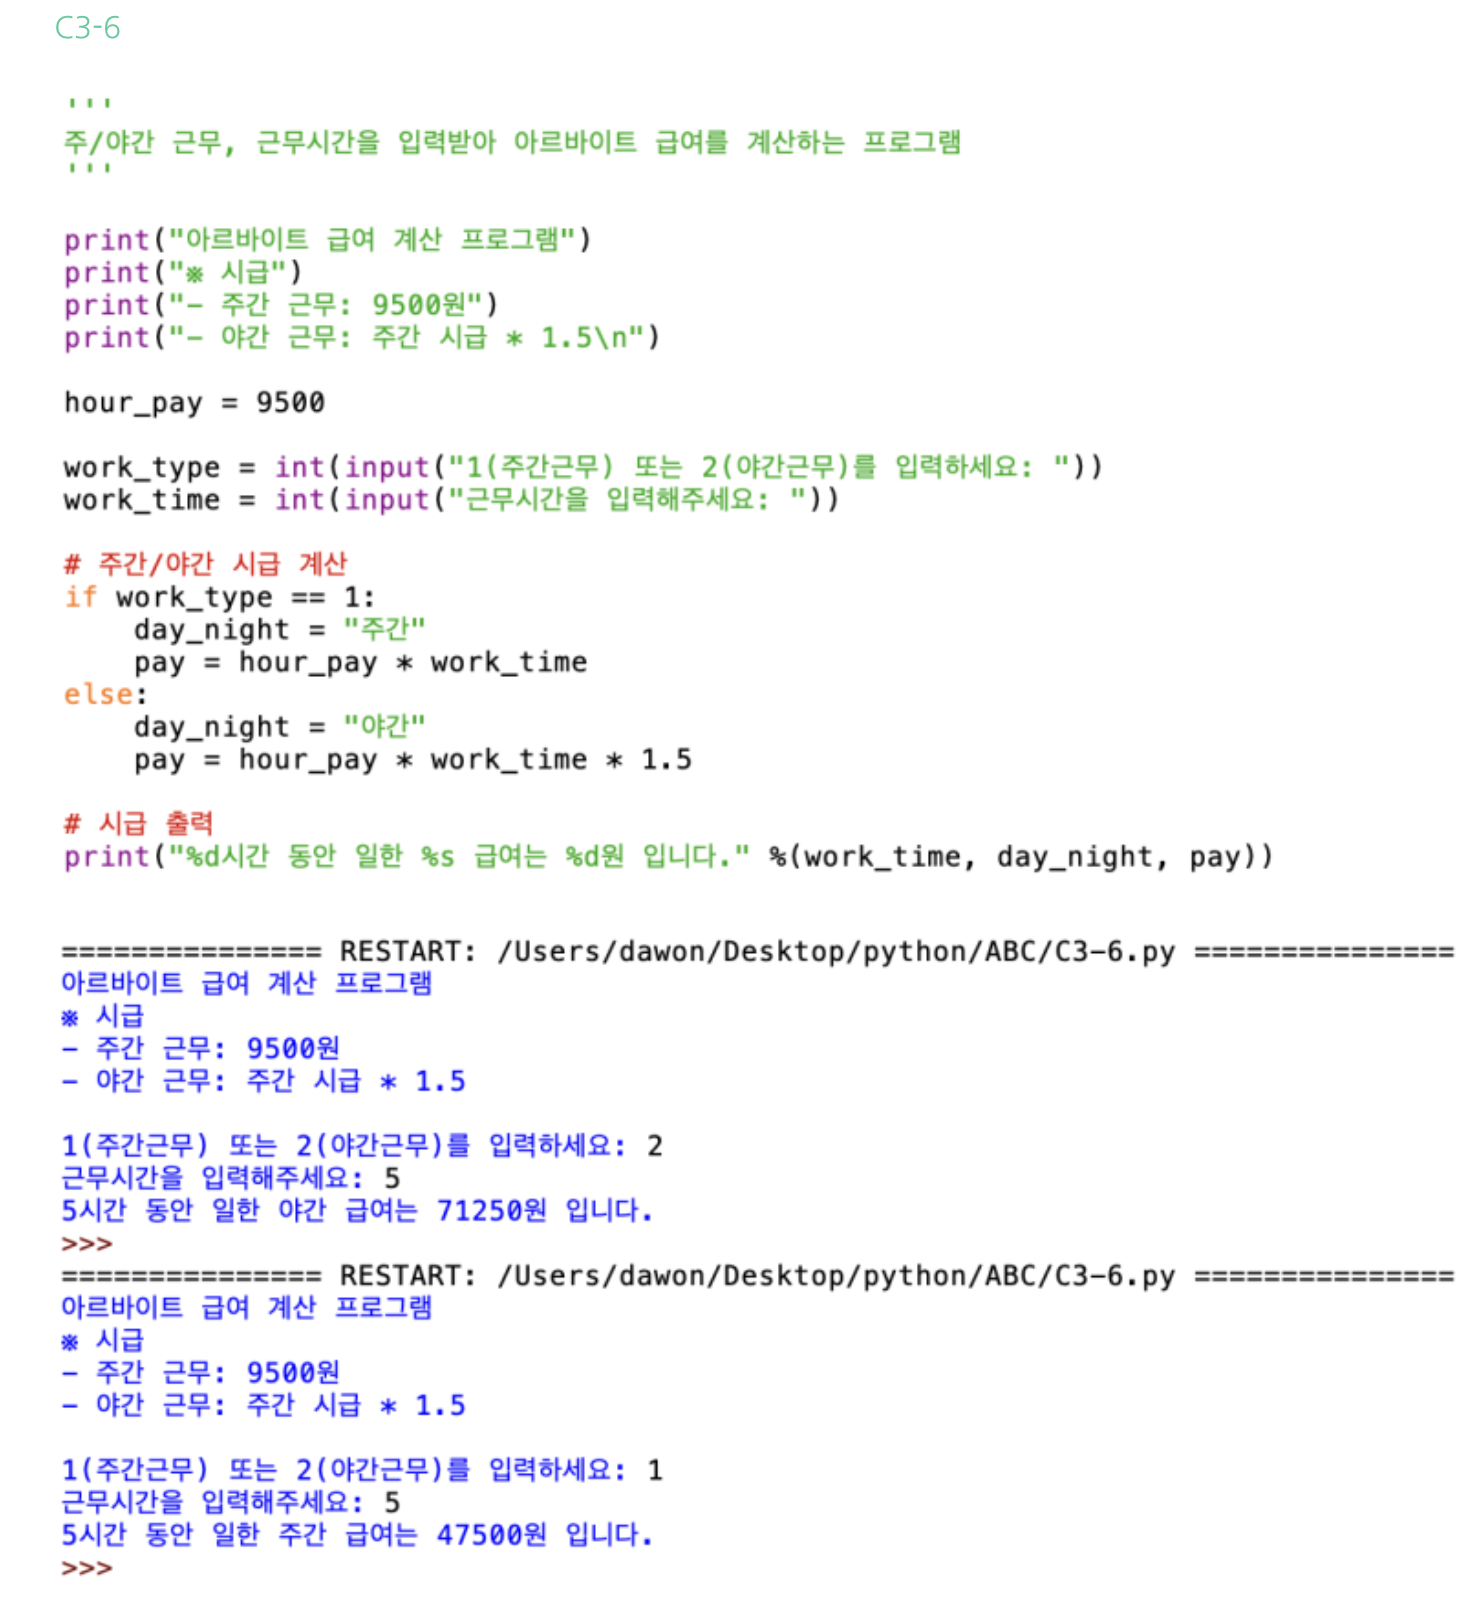 C3-6
'''
주/야간 근무, 근무시간을 입력받아 아르바이트 급여를 계산하는 프로그램
'''
print("아르바이트 급여 계산 프로그램")
print("※ 시급")
print("- 주간 근무: 9500원")
print("- 야간 근무: 주간 시급 * 1.5\n")
hour_pay = 9500
work_type = int(input("1(주간근무) 또는 2(야간근무)를 입력하세요: "))
work_time = int(input("근무시간을 입력해주세요: "))
# 주간/야간 시급 계산
if work_type == 1:
    day_night = "주간"
    pay = hour_pay * work_time
else:
    day_night = "야간"
    pay = hour_pay * work_time * 1.5
# 시급 출력
print("%d시간 동안 일한 %s 급여는 %d원 입니다." %(work_time, day_night, pay))
=============== RESTART: /Users/dawon/Desktop/python/ABC/C3-6.py ===============
아르바이트 급여 계산 프로그램
※ 시급
- 주간 근무: 9500원
- 야간 근무: 주간 시급 * 1.5
1(주간근무) 또는 2(야간근무)를 입력하세요: 2
근무시간을 입력해주세요: 5
5시간 동안 일한 야간 급여는 71250원 입니다.
>>>
=============== RESTART: /Users/dawon/Desktop/python/ABC/C3-6.py ===============
아르바이트 급여 계산 프로그램
※ 시급
- 주간 근무: 9500원
- 야간 근무: 주간 시급 * 1.5
1(주간근무) 또는 2(야간근무)를 입력하세요: 1
근무시간을 입력해주세요: 5
5시간 동안 일한 주간 급여는 47500원 입니다.
>>>